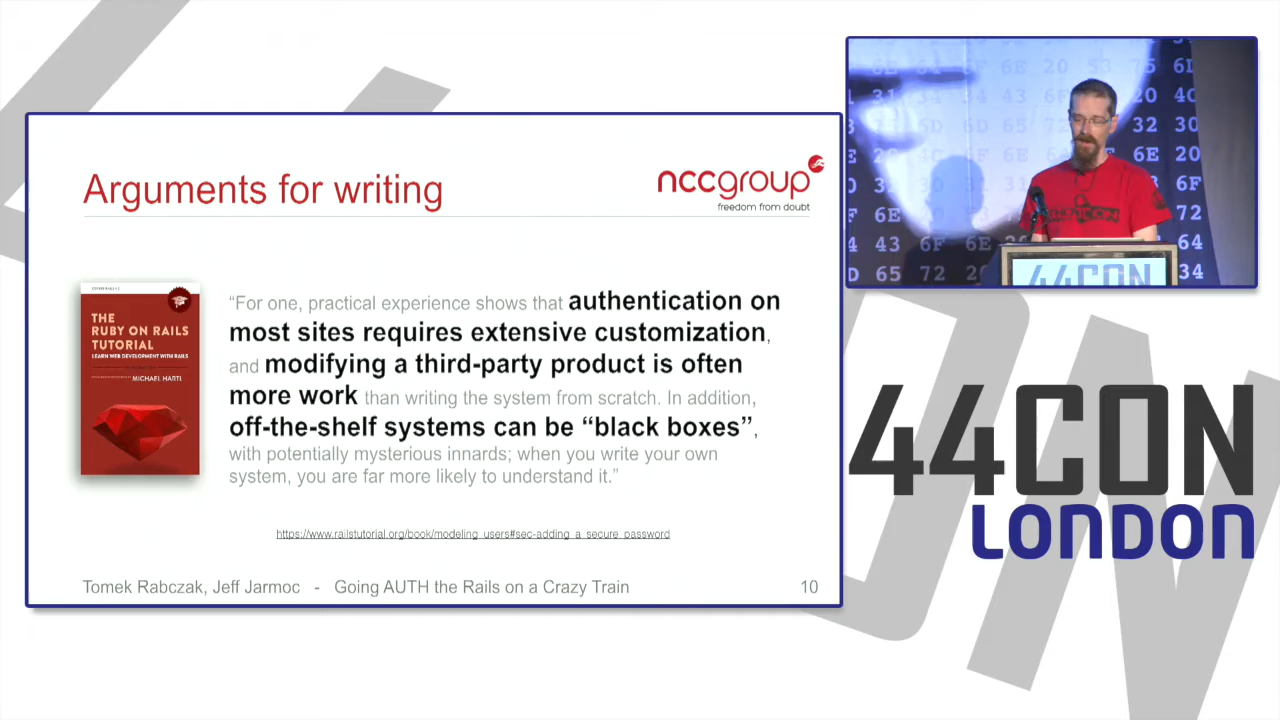 Arguments for writing
nccgroup
freedom from doubt
THE
RUBY ON RAILS
TUTORIAL
LEARN WEB DEVELOPMENT WITH RAILS
MICHAEL HARTL
“For one, practical experience shows that authentication on
most sites requires extensive customization,
and modifying a third-party product is often
more work than writing the system from scratch. In addition,
off-the-shelf systems can be “black boxes”,
with potentially mysterious innards; when you write your own
system, you are far more likely to understand it.”
https://www.railstutorial.org/book/modeling_users#sec-adding_a_secure_password
Tomek Rabczak, Jeff Jarmoc - Going AUTH the Rails on a Crazy Train 10
44CON
44CON
LONDON